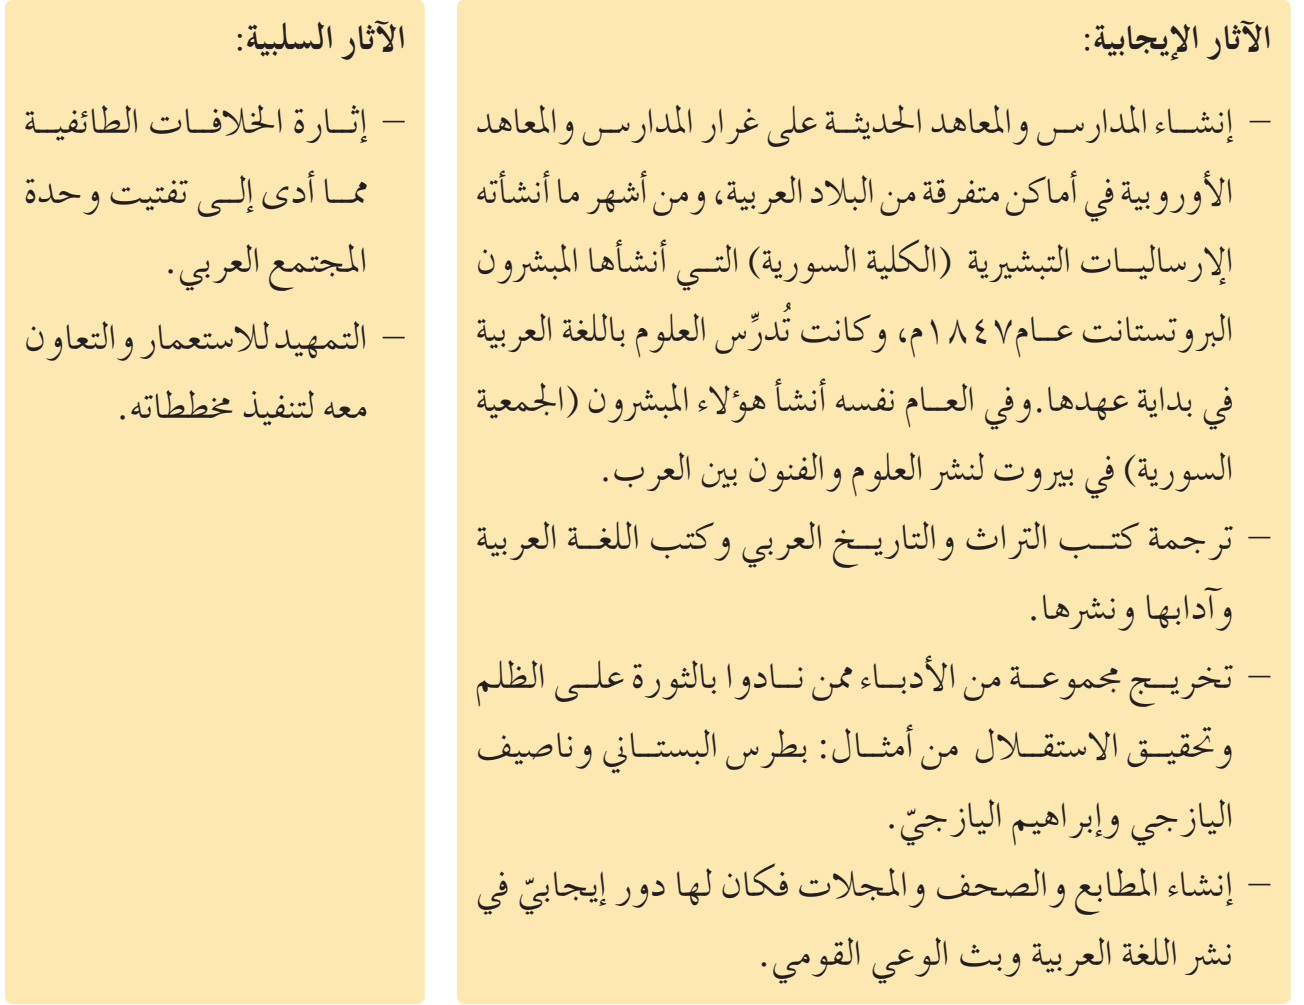 الآثار الإيجابية:
– إنشاء المدارس والمعاهد الحديثة على غرار المدارس والمعاهد
الأوروبية في أماكن متفرقة من البلاد العربية، ومن أشهر ما أنشأته
الإرساليات التبشيرية (الكلية السورية) التي أنشأها المبشرون
البروتستانت عام١٨٤٧م، وكانت تُدرِّس العلوم باللغة العربية
في بداية عهدها.وفي العام نفسه أنشأ هؤلاء المبشرون (الجمعية
السورية) في بيروت لنشر العلوم والفنون بين العرب.
– ترجمة كتب التراث والتاريخ العربي وكتب اللغة العربية
وآدابها ونشرها.
– تخريج مجموعة من الأدباء ممن نادوا بالثورة على الظلم
وتحقيق الاستقلال من أمثال: بطرس البستاني وناصيف
اليازجي وإبراهيم اليازجيّ.
– إنشاء المطابع والصحف والمجلات فكان لها دور إيجابيّ في
نشر اللغة العربية وبث الوعي القومي.
الآثار السلبية:
– إثارة الخلافات الطائفية
مما أدى إلى تفتيت وحدة
المجتمع العربي.
– التمهيد للاستعمار والتعاون
معه لتنفيذ مخططاته.